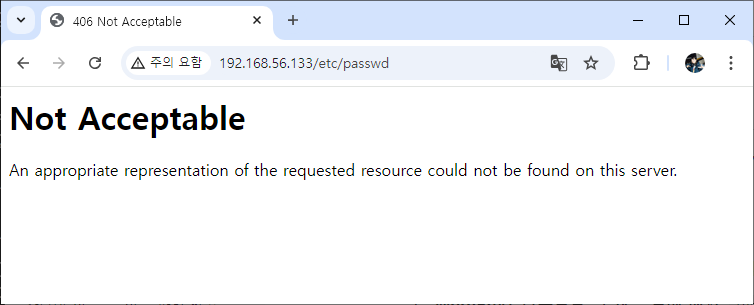 406 Not Acceptable
주의 요함
192.168.56.133/etc/passwd
Not Acceptable
An appropriate representation of the requested resource could not be found on this server.